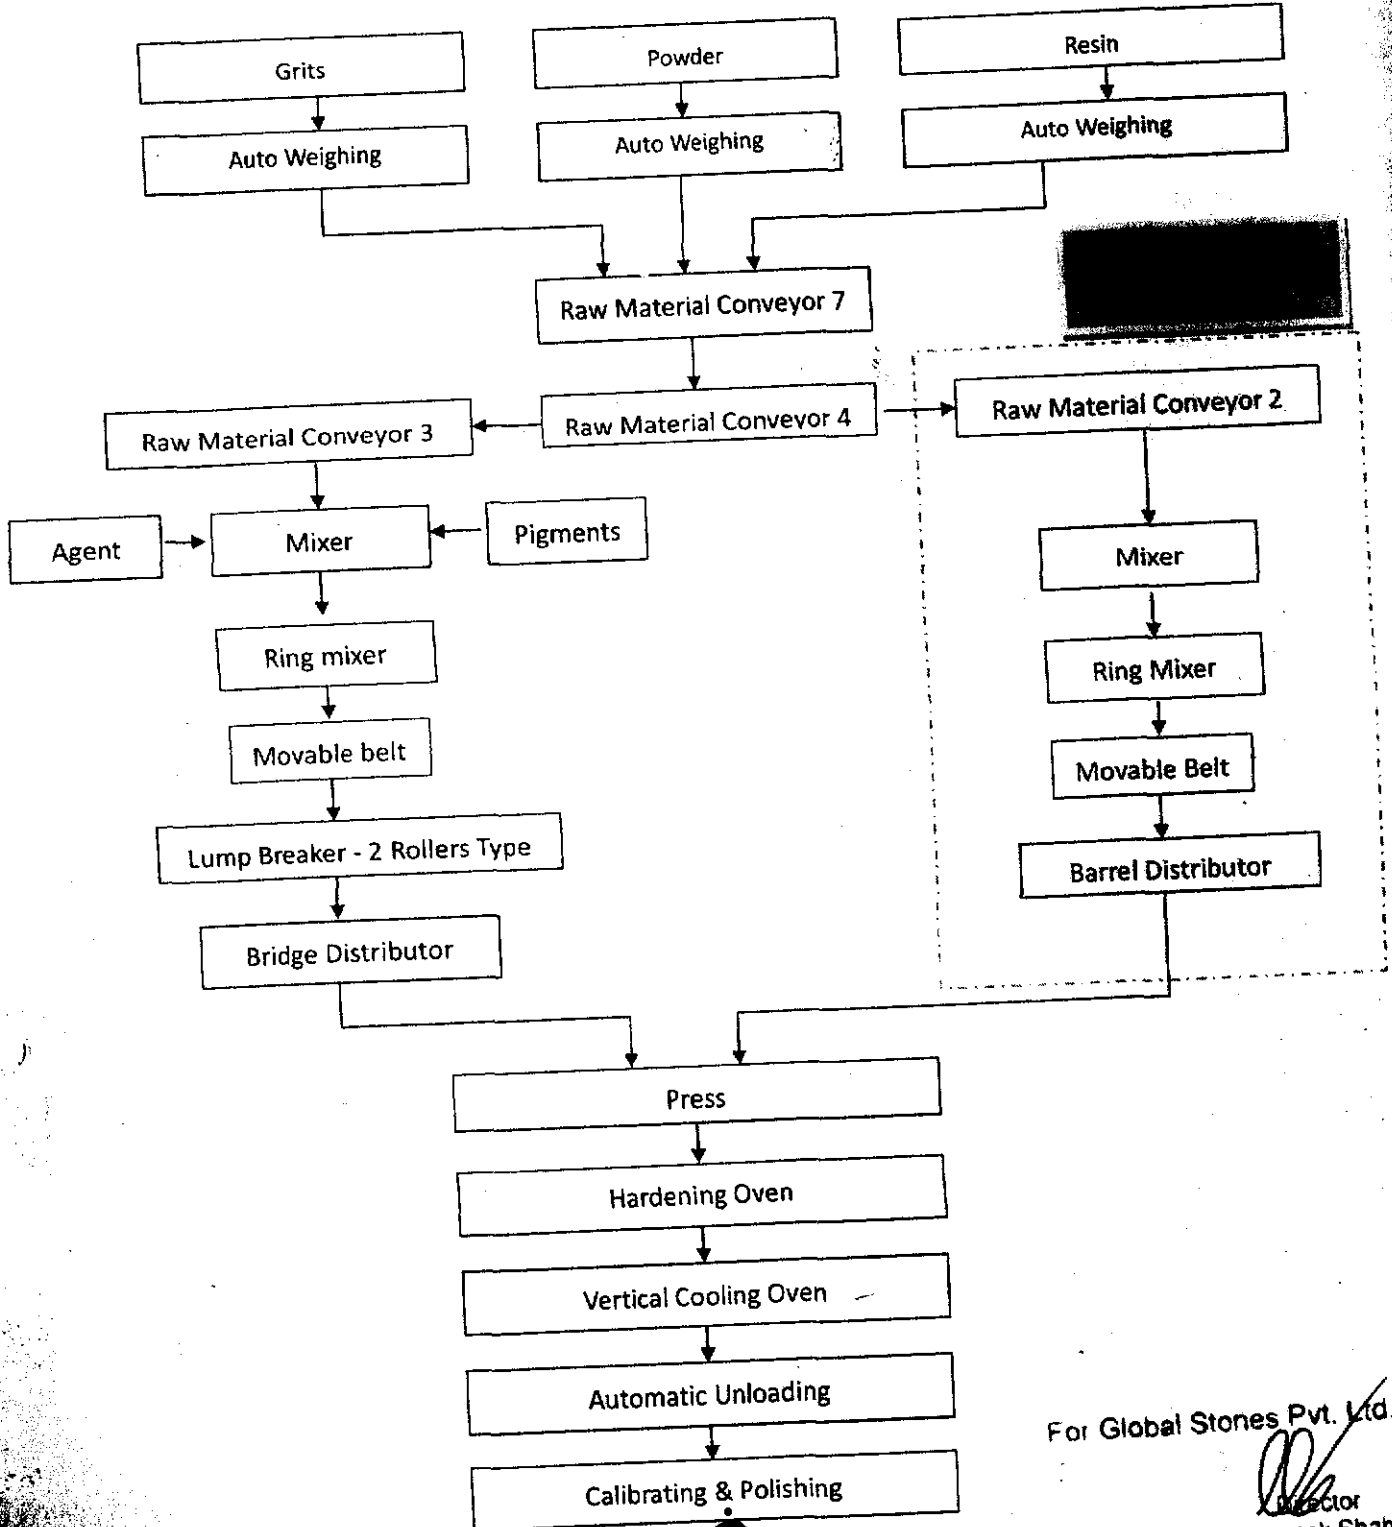 Grits
Powder
Resin
Auto Weighing
Auto Weighing
Auto Weighing
Raw Material Conveyor 7
Raw Material Conveyor 3
Raw Material Conveyor 4
Raw Material Conveyor 2
Agent
Mixer
Pigments
Mixer
Ring mixer
Ring Mixer
Movable belt
Movable Belt
Lump Breaker - 2 Rollers Type
Barrel Distributor
Bridge Distributor
Press
Hardening Oven
Vertical Cooling Oven
Automatic Unloading
Calibrating & Polishing
For Global Stones Pvt. Ltd.
Director